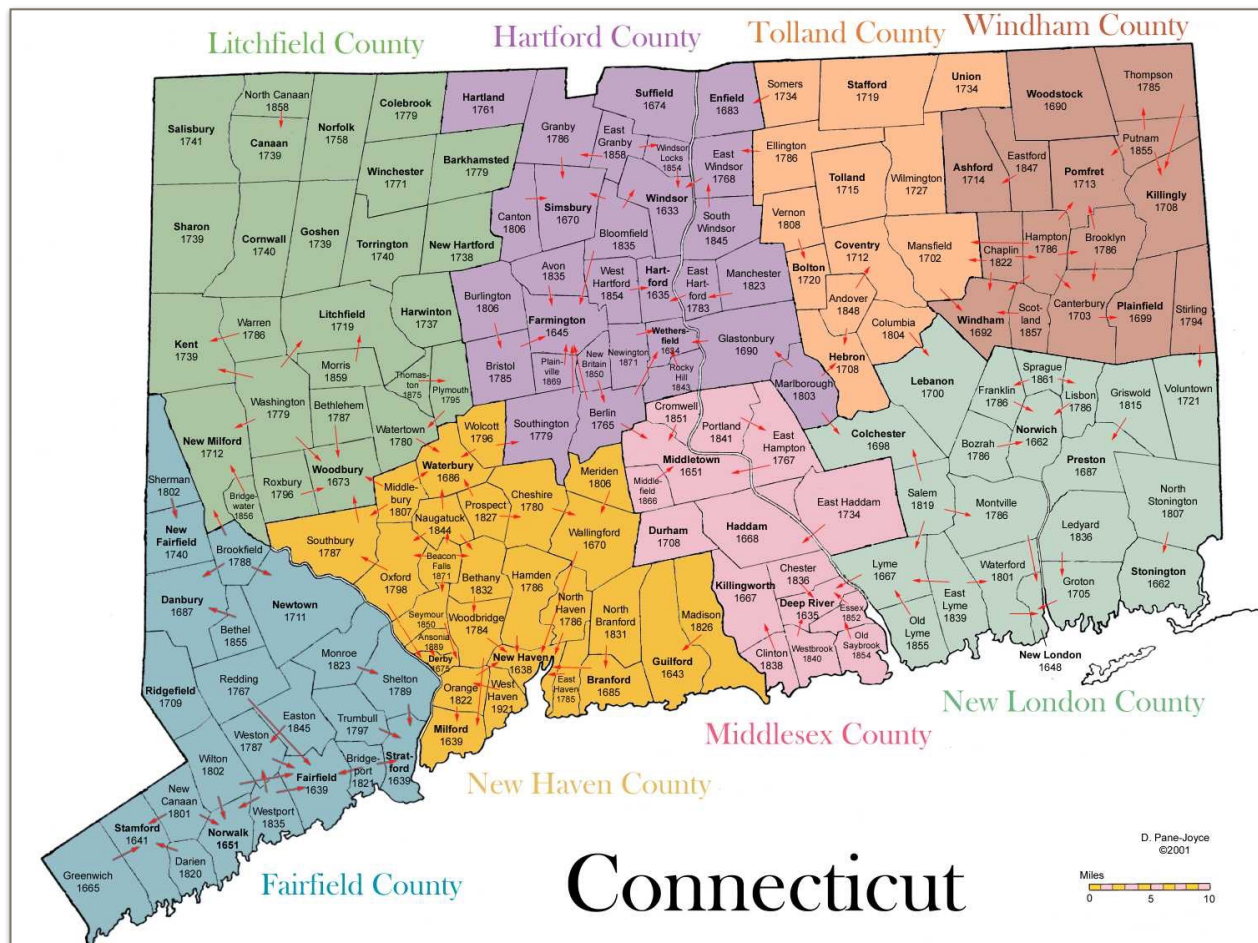 Litchfield County
Hartford County
Tolland County
Windham County
North Canaan
1858
Colebrook
1779
Hartland
1761
Suffield
1674
Enfield
1683
Somers
1734
Stafford
1719
Union
1734
Woodstock
1690
Thompson
1785
Salisbury
1741
Canaan
1739
Norfolk
1758
Granby
1786
East
Granby
1858
Windsor
Locks
1854
East
Windsor
1768
Ellington
1786
Putnam
1855
Winchester
1771
Barkhamsted
1779
Simsbury
1670
Windsor
1633
Tolland
1715
Wilmington
1727
Ashford
1714
Eastford
1847
Pomfret
1713
Killingly
1708
Sharon
1739
Cornwall
1740
Goshen
1739
Torrington
1740
New Hartford
1738
Canton
1806
Bloomfield
1835
South
Windsor
1845
Vernon
1808
Coventry
1712
Mansfield
1702
Chaplin
1822
Hampton
1786
Brooklyn
1786
Avon
1835
West
Hartford
1854
Hart-
ford
1635
East
Hart-
ford
1783
Manchester
1823
Bolton
1720
Andover
1848
Kent
1739
Warren
1786
Litchfield
1719
Harwinton
1737
Burlington
1806
Farmington
1645
Wethers-
field
1634
Glastonbury
1690
Columbia
1804
Windham
1692
Scot-
land
1857
Canterbury
1703
Plainfield
1699
Stirling
1794
Morris
1859
Thomas-
ton
1875
Plymouth
1795
Bristol
1785
Plain-
ville
1869
New
Britain
1850
Newington
1871
Rocky
Hill
1843
Marlborough
1803
Hebron
1708
Lebanon
1700
Franklin
1786
Sprague
1861
Lisbon
1786
Griswold
1815
Voluntown
1721
Washington
1779
Bethlehem
1787
Watertown
1780
Wolcott
1796
Southington
1779
Berlin
1765
Cromwell
1851
Portland
1841
East
Hampton
1767
Colchester
1698
Bozrah
1786
Norwich
1662
Preston
1687
New Milford
1712
Roxbury
1796
Woodbury
1673
Bridge-
water
1856
Middle-
bury
1807
Waterbury
1686
Naugatuck
1844
Prospect
1827
Cheshire
1780
Meriden
1806
Middletown
1651
Middle-
field
1866
East Haddam
1734
Salem
1819
Montville
1786
Ledyard
1836
North
Stonington
1807
Sherman
1802
New
Fairfield
1740
Brookfield
1788
Southbury
1787
Oxford
1798
Beacon
Falls
1871
Bethany
1832
Hamden
1786
Wallingford
1670
Durham
1708
Haddam
1668
Danbury
1687
Bethel
1855
Newtown
1711
Seymour
1850
Ansonia
1889
Derby
1675
Woodbridge
1784
North
Haven
1786
North
Branford
1831
Madison
1826
Killingworth
1667
Chester
1836
Deep River
1635
Essex
1852
Lyme
1667
East
Lyme
1839
Waterford
1801
Groton
1705
Stonington
1662
Ridgefield
1709
Redding
1767
Monroe
1823
Shelton
1789
Orange
1822
West
Haven
1921
New Haven
1638
East
Haven
1785
Branford
1685
Guilford
1643
Clinton
1838
Westbrook
1840
Old
Saybrook
1854
Old
Lyme
1855
New London
1648
Wilton
1802
Weston
1787
Easton
1845
Trumbull
1797
Milford
1639
New
Canaan
1801
Fairfield
1639
Bridge-
port
1821
Strat-
ford
1639
Greenwich
1665
Stamford
1641
Darien
1820
Norwalk
1651
Westport
1835
New London County
Middlesex County
New Haven County
Fairfield County
Connecticut
D. Pane-Joyce
©2001
Miles
0 5 10